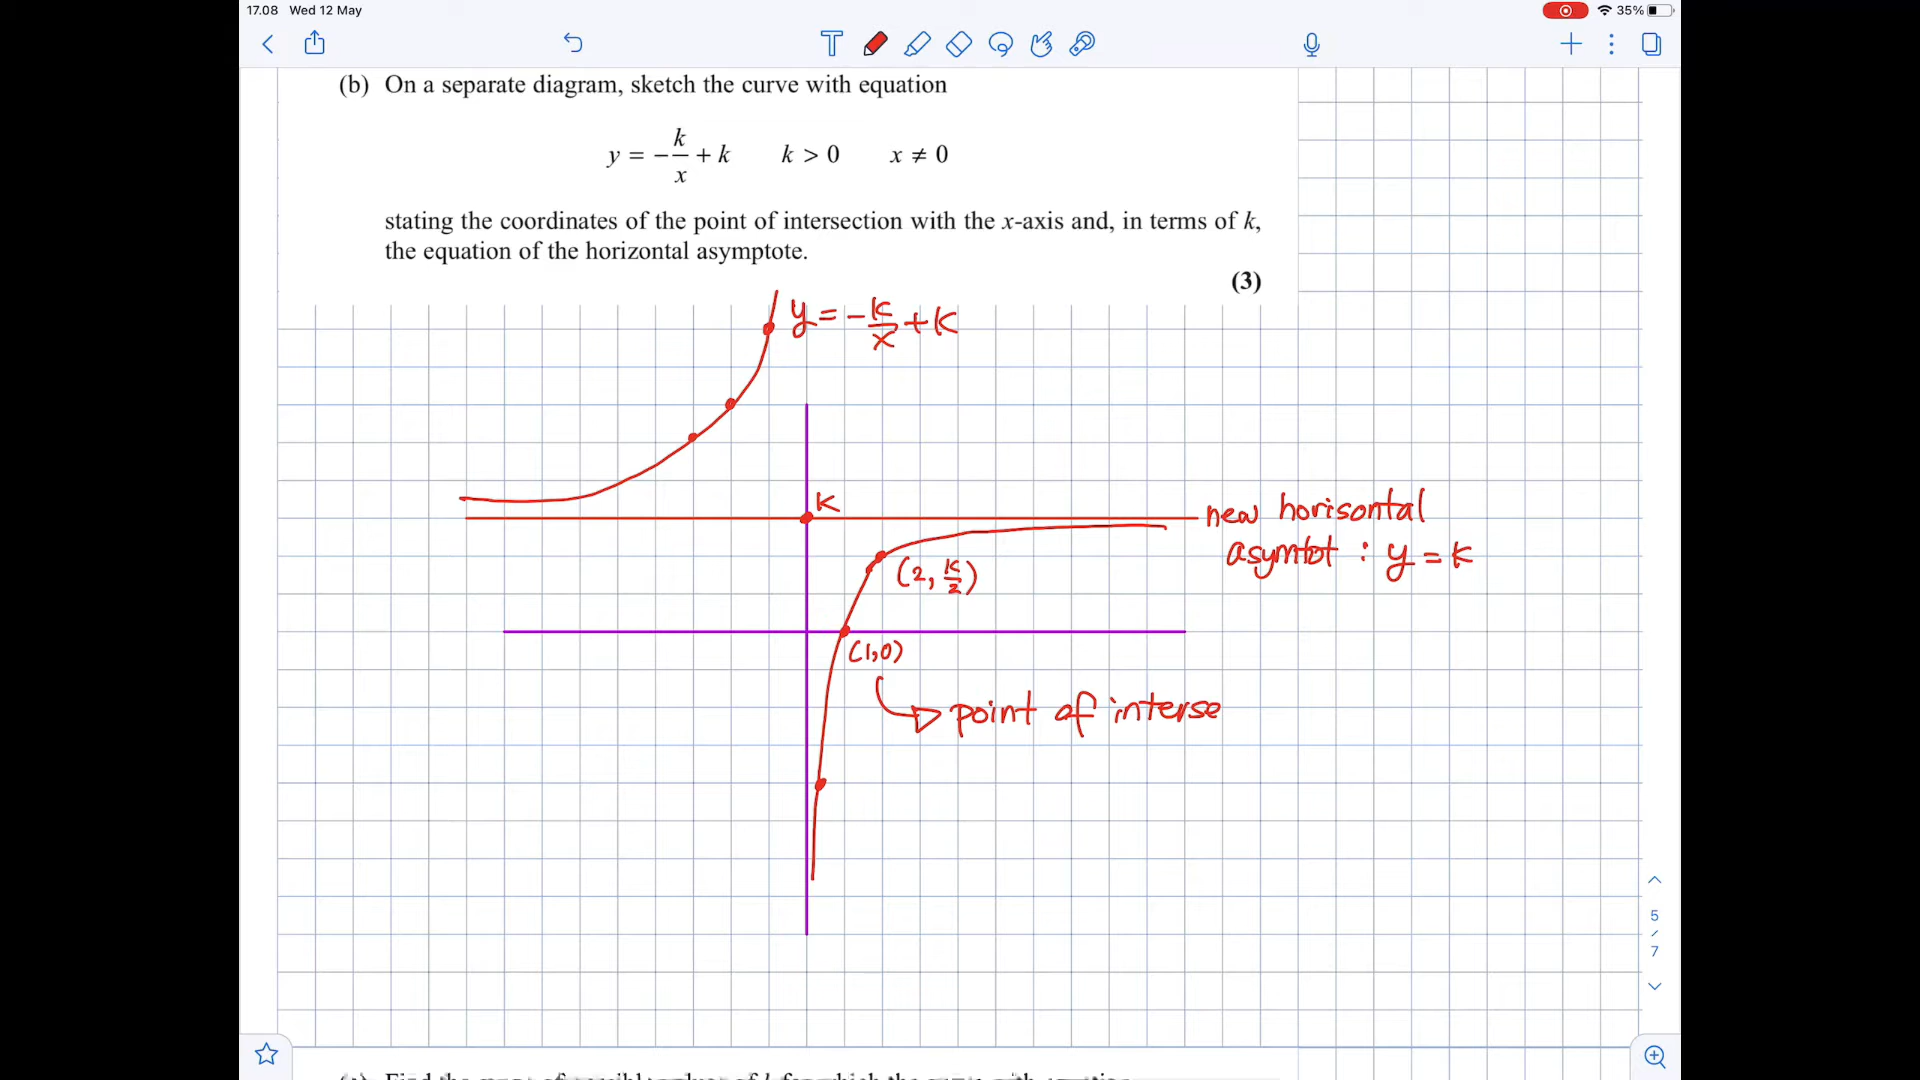 17.08 Wed 12 May
35%
(b) On a separate diagram, sketch the curve with equation
y = -k/x + k k > 0 x ≠ 0
stating the coordinates of the point of intersection with the x-axis and, in terms of k,
the equation of the horizontal asymptote.
(3)
y = -k/x + k
k
new horisontal
asymtot : y = k
(2, k/2)
(1,0)
point of interse
5
/
7